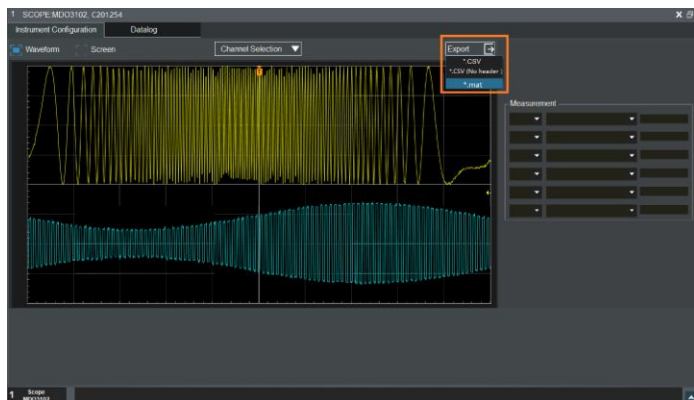 1 SCOPE:MDO3102, C201254
Instrument Configuration Datalog
Waveform Screen Channel Selection Export
*.CSV
*.CSV (No header )
*.mat
T
Measurement
1 Scope
MDO3102